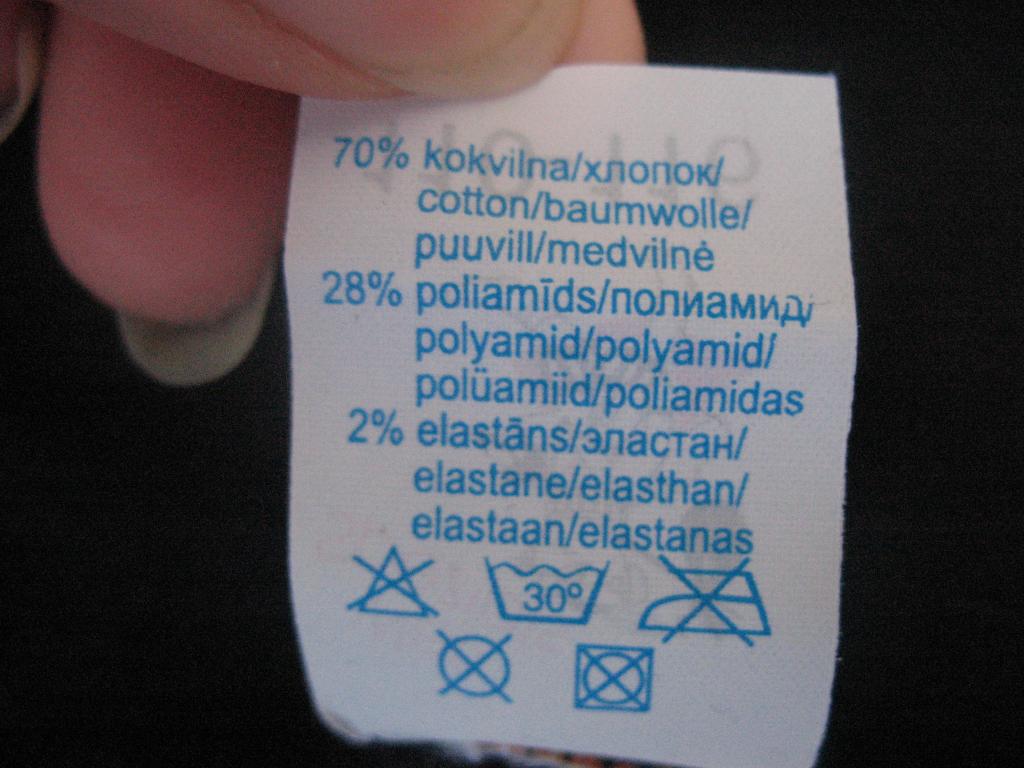 70% kokvilna/хлопок/
cotton/baumwolle/
puuvill/medvilnė
28% poliamīds/полиамид/
polyamid/polyamid/
polüamiid/poliamidas
2% elastāns/эластан/
elastane/elasthan/
elastaan/elastanas
30º